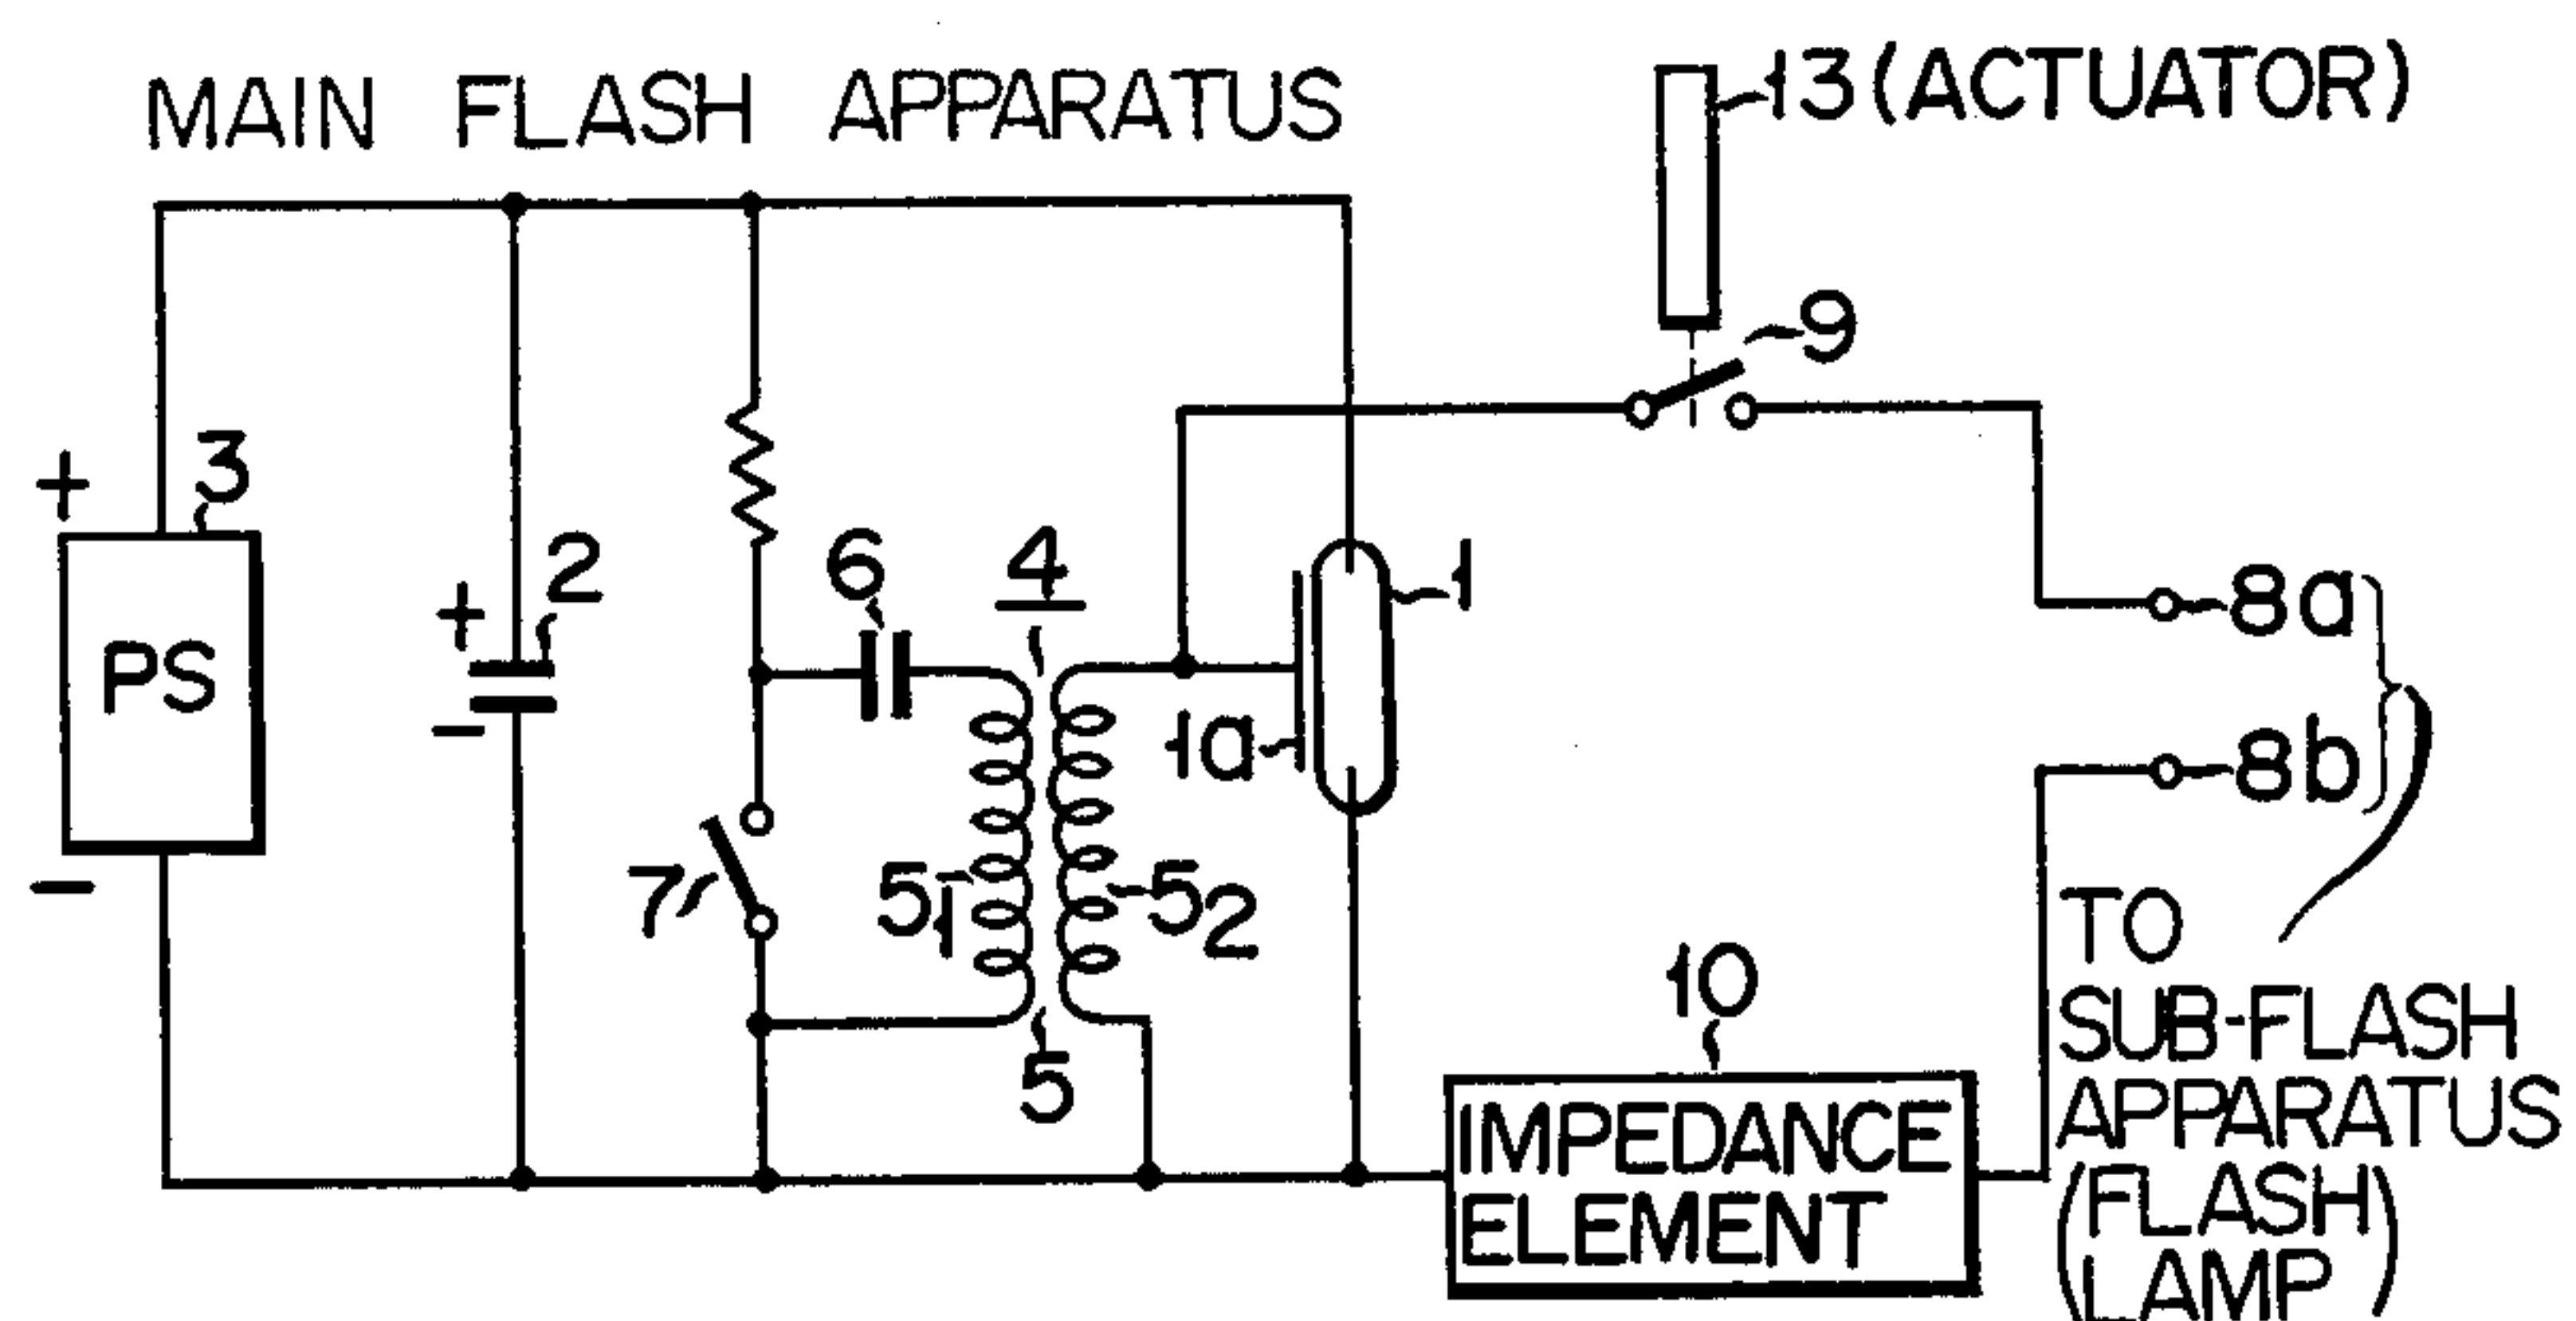 MAIN FLASH APPARATUS
13 (ACTUATOR)
9
+
3
PS
-
+
2
-
6
4
1
1a
7
5₁
5₂
5
8a
8b
10
IMPEDANCE
ELEMENT
TO
SUB-FLASH
APPARATUS
(FLASH
LAMP)